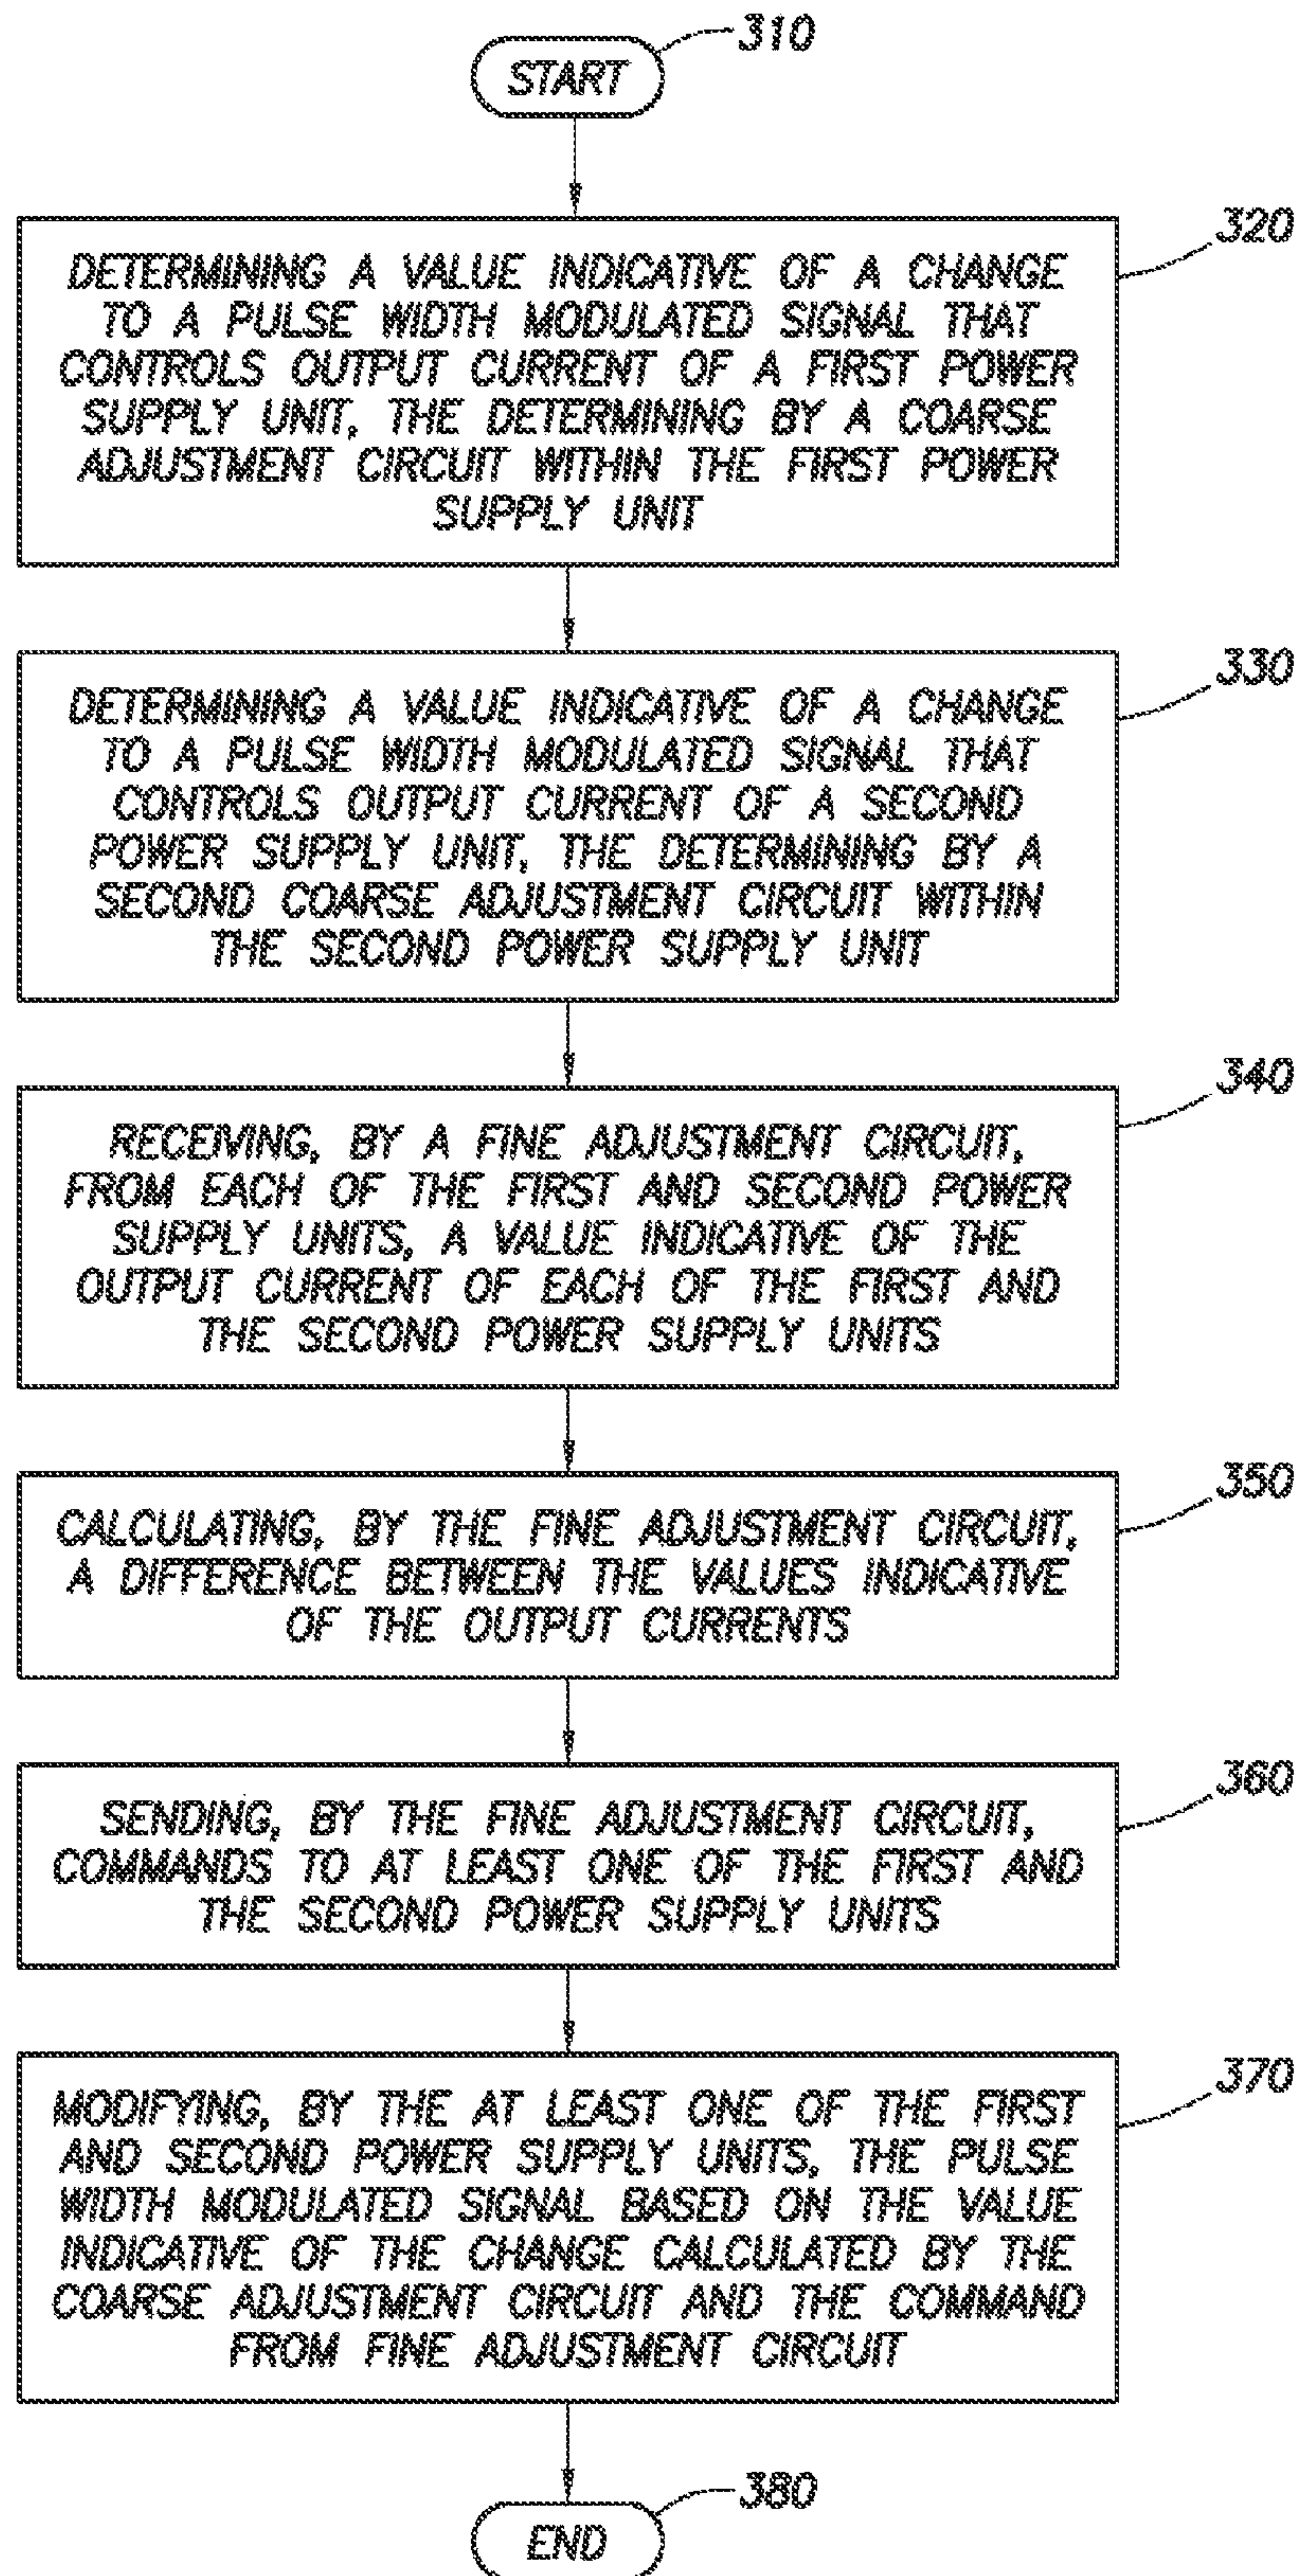 310
START
320
DETERMINING A VALUE INDICATIVE OF A CHANGE
TO A PULSE WIDTH MODULATED SIGNAL THAT
CONTROLS OUTPUT CURRENT OF A FIRST POWER
SUPPLY UNIT, THE DETERMINING BY A COARSE
ADJUSTMENT CIRCUIT WITHIN THE FIRST POWER
SUPPLY UNIT
330
DETERMINING A VALUE INDICATIVE OF A CHANGE
TO A PULSE WIDTH MODULATED SIGNAL THAT
CONTROLS OUTPUT CURRENT OF A SECOND
POWER SUPPLY UNIT, THE DETERMINING BY A
SECOND COARSE ADJUSTMENT CIRCUIT WITHIN
THE SECOND POWER SUPPLY UNIT
340
RECEIVING, BY A FINE ADJUSTMENT CIRCUIT,
FROM EACH OF THE FIRST AND SECOND POWER
SUPPLY UNITS, A VALUE INDICATIVE OF THE
OUTPUT CURRENT OF EACH OF THE FIRST AND
THE SECOND POWER SUPPLY UNITS
350
CALCULATING, BY THE FINE ADJUSTMENT CIRCUIT,
A DIFFERENCE BETWEEN THE VALUES INDICATIVE
OF THE OUTPUT CURRENTS
360
SENDING, BY THE FINE ADJUSTMENT CIRCUIT,
COMMANDS TO AT LEAST ONE OF THE FIRST AND
THE SECOND POWER SUPPLY UNITS
370
MODIFYING, BY THE AT LEAST ONE OF THE FIRST
AND SECOND POWER SUPPLY UNITS, THE PULSE
WIDTH MODULATED SIGNAL BASED ON THE VALUE
INDICATIVE OF THE CHANGE CALCULATED BY THE
COARSE ADJUSTMENT CIRCUIT AND THE COMMAND
FROM FINE ADJUSTMENT CIRCUIT
380
END